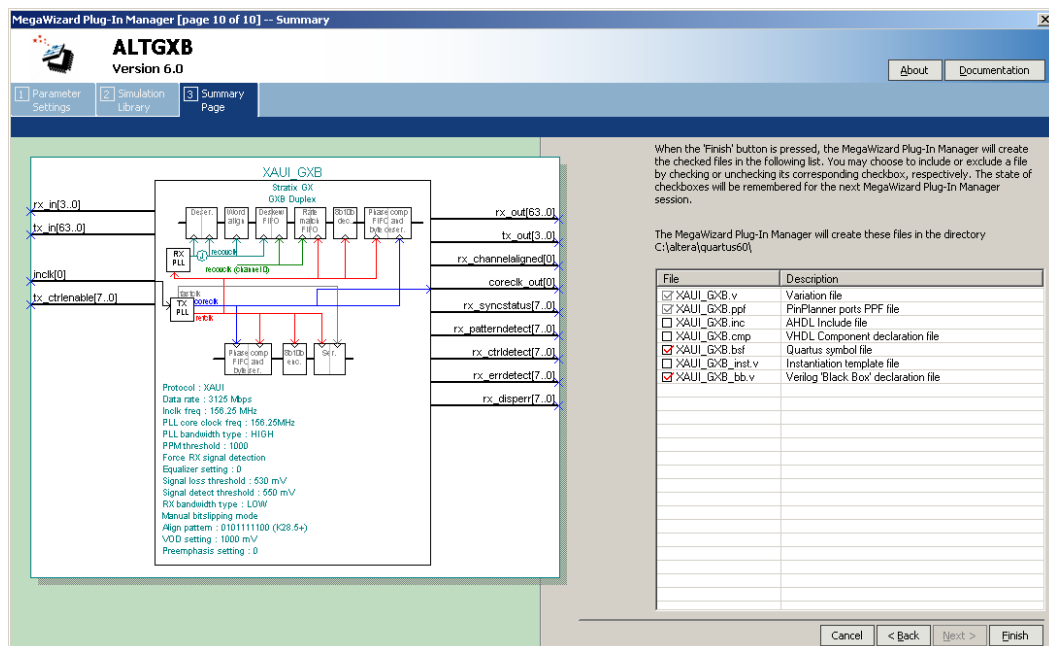 MegaWizard Plug-In Manager [page 10 of 10] -- Summary
ALTGXB
Version 6.0
About
Documentation
1 Parameter Settings
2 Simulation Library
3 Summary Page
XAUI_GXB
Stratix GX
GXB Duplex
rx_in[3..0]
tx_in[63..0]
inclk[0]
tx_ctrlenable[7..0]
Deser.
Word
align
Deskew
FIFO
Rate
match
FIFO
8b10b
dec.
Phase comp
FIFO and
byte deser.
RX
PLL
recovclk
recovclk (channel 0)
TX
PLL
coreclk
refclk
Phase comp
FIFO and
byte ser.
8b10b
enc.
Ser.
rx_out[63..0]
tx_out[3..0]
rx_channelaligned[0]
coreclk_out[0]
rx_syncstatus[7..0]
rx_patterndetect[7..0]
rx_ctrldetect[7..0]
rx_errdetect[7..0]
rx_disperr[7..0]
Protocol : XAUI
Data rate : 3125 Mbps
Inclk freq : 156.25 MHz
PLL core clock freq : 156.25MHz
PLL bandwidth type : HIGH
PPM threshold : 1000
Force RX signal detection
Equalizer setting : 0
Signal loss threshold : 530 mV
Signal detect threshold : 550 mV
RX bandwidth type : LOW
Manual bitslipping mode
Align pattern : 0101111100 (K28.5+)
VOD setting : 1000 mV
Preemphasis setting : 0
When the 'Finish' button is pressed, the MegaWizard Plug-In Manager will create
the checked files in the following list. You may choose to include or exclude a file
by checking or unchecking its corresponding checkbox, respectively. The state of
checkboxes will be remembered for the next MegaWizard Plug-In Manager
session.
The MegaWizard Plug-In Manager will create these files in the directory
C:\altera\quartus60\
File Description
XAUI_GXB.v Variation file
XAUI_GXB.ppf PinPlanner ports PPF file
XAUI_GXB.inc AHDL Include file
XAUI_GXB.cmp VHDL Component declaration file
XAUI_GXB.bsf Quartus symbol file
XAUI_GXB_inst.v Instantiation template file
XAUI_GXB_bb.v Verilog 'Black Box' declaration file
Cancel
< Back
Next >
Finish